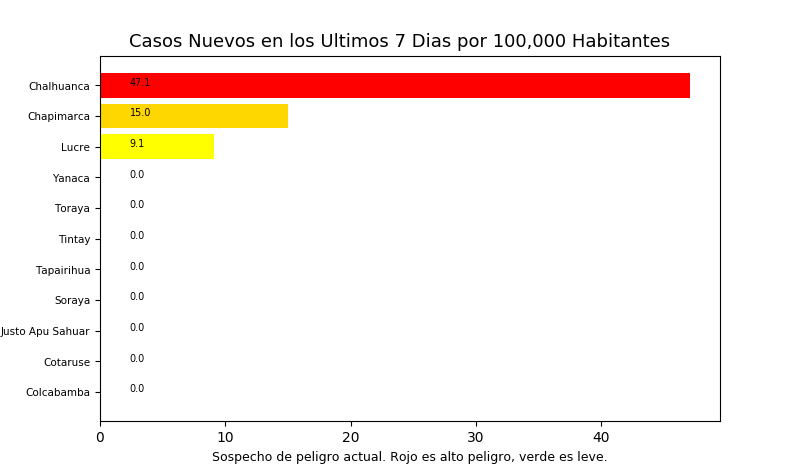 Casos Nuevos en los Ultimos 7 Dias por 100,000 Habitantes
Chalhuanca 47.1
Chapimarca 15.0
Lucre 9.1
Yanaca 0.0
Toraya 0.0
Tintay 0.0
Tapairihua 0.0
Soraya 0.0
Justo Apu Sahuar 0.0
Cotaruse 0.0
Colcabamba 0.0
0 10 20 30 40
Sospecho de peligro actual. Rojo es alto peligro, verde es leve.